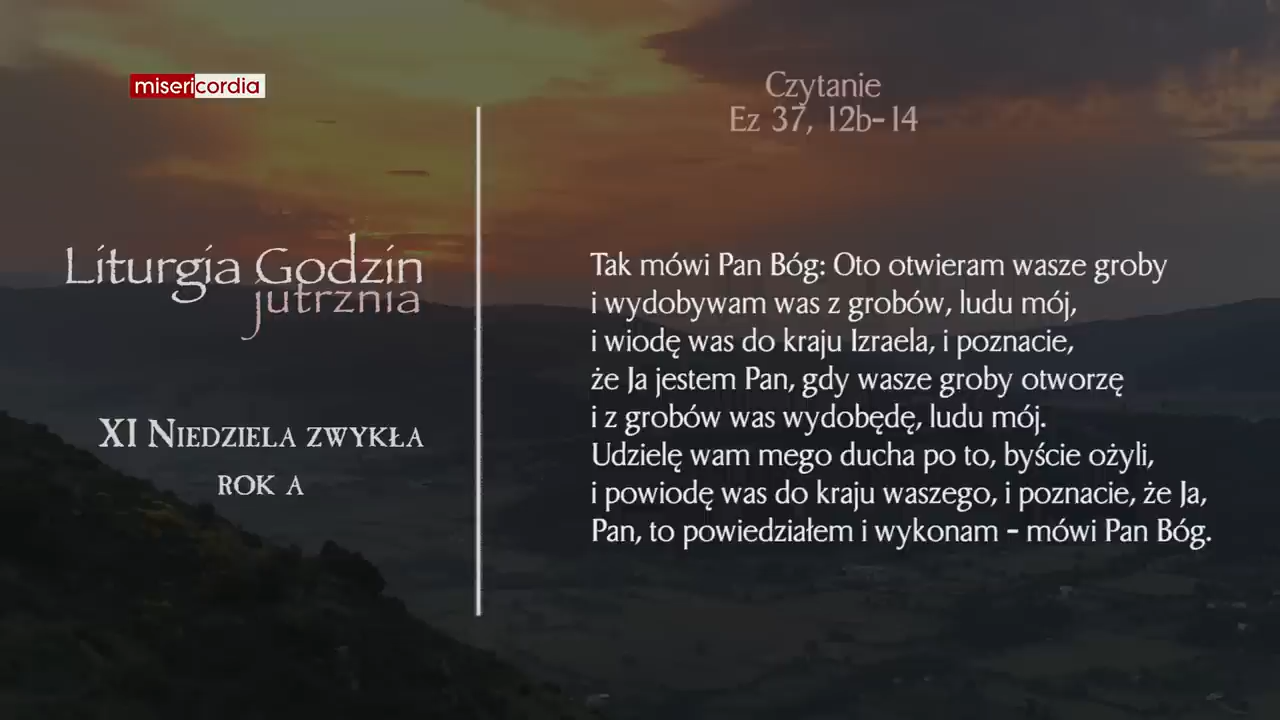 misericordia
Liturgia Godzin
jutrznia
XI Niedziela zwykła
rok A
Czytanie
Ez 37, 12b-14
Tak mówi Pan Bóg: Oto otwieram wasze groby
i wydobywam was z grobów, ludu mój,
i wiodę was do kraju Izraela, i poznacie,
że Ja jestem Pan, gdy wasze groby otworzę
i z grobów was wydobędę, ludu mój.
Udzielę wam mego ducha po to, byście ożyli,
i powiodę was do kraju waszego, i poznacie, że Ja,
Pan, to powiedziałem i wykonam – mówi Pan Bóg.